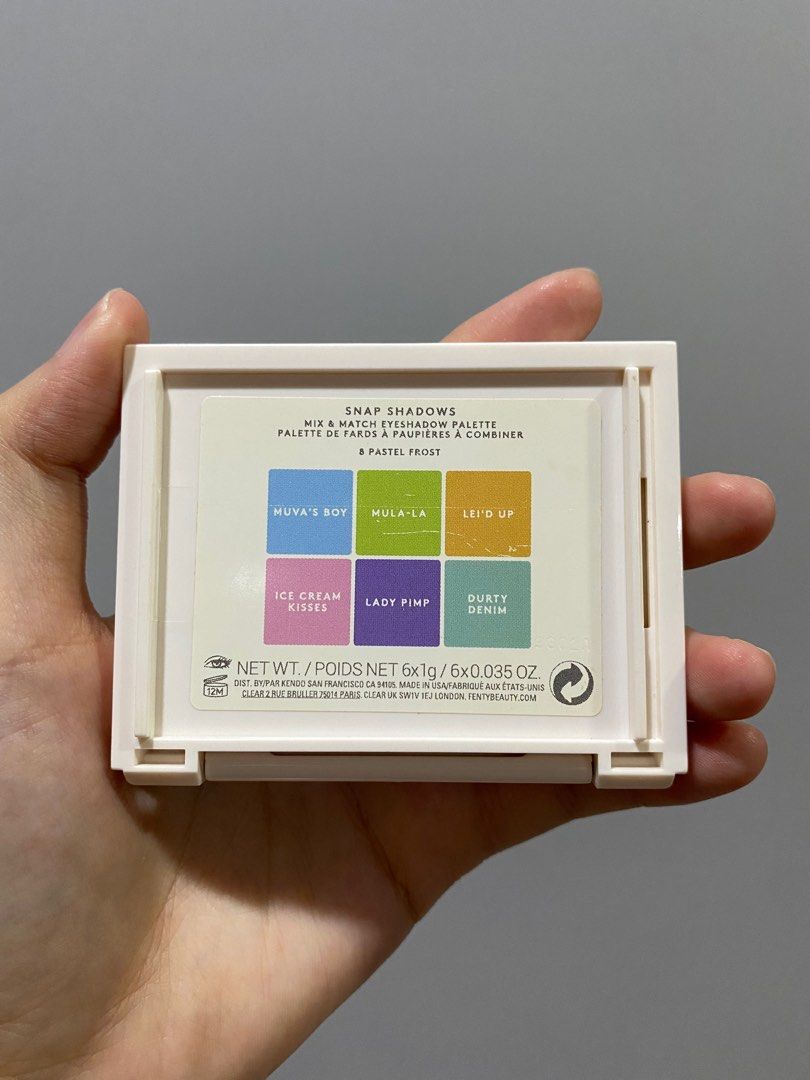 SNAP SHADOWS
MIX & MATCH EYESHADOW PALETTE
PALETTE DE FARDS À PAUPIÈRES À COMBINER
8 PASTEL FROST
MUVA'S BOY
MULA-LA
LEI'D UP
ICE CREAM
KISSES
LADY PIMP
DURTY
DENIM
12M
NET WT. / POIDS NET 6x1g / 6x0.035 OZ.
DIST. BY/PAR KENDO SAN FRANCISCO CA 94105. MADE IN USA/FABRIQUÉ AUX ÉTATS-UNIS
CLEAR 2 RUE BRULLER 75014 PARIS. CLEAR UK SW1V 1EJ LONDON. FENTYBEAUTY.COM